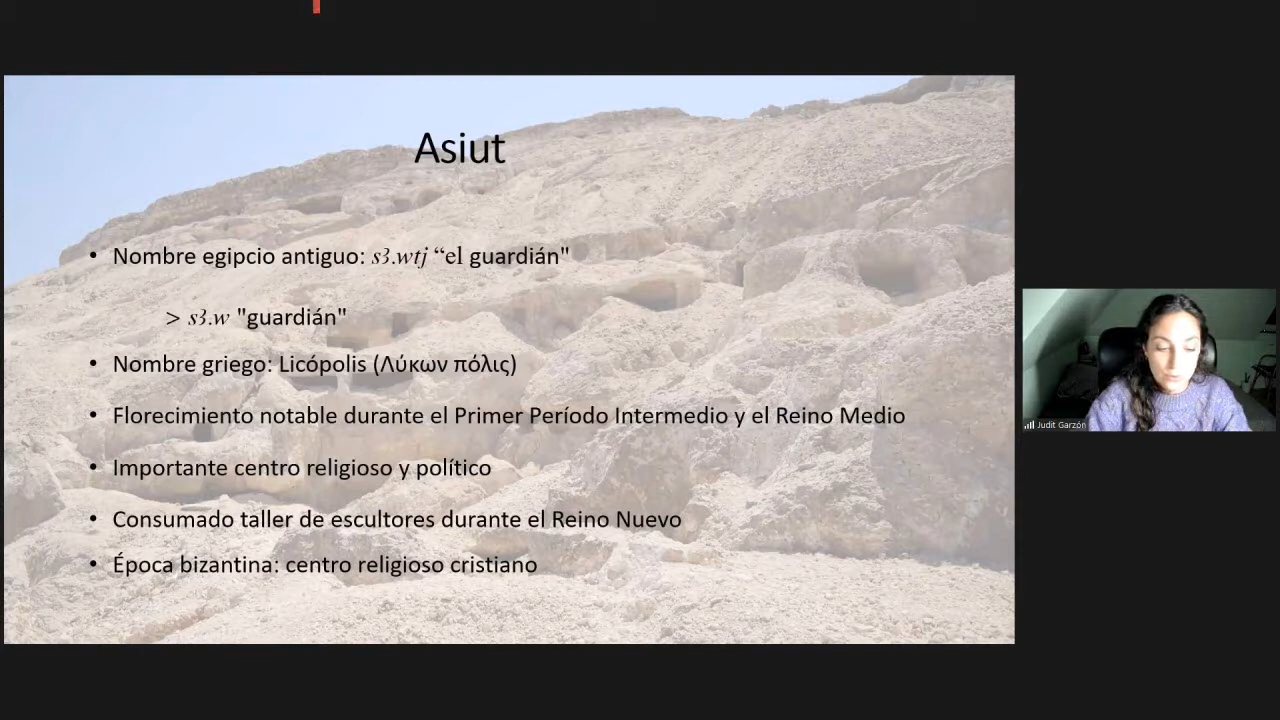 Asiut
• Nombre egipcio antiguo: s3.wtj “el guardián"
> s3.w "guardián"
• Nombre griego: Licópolis (Λύκων πόλις)
• Florecimiento notable durante el Primer Período Intermedio y el Reino Medio
• Importante centro religioso y político
• Consumado taller de escultores durante el Reino Nuevo
• Época bizantina: centro religioso cristiano
Judit Garzón